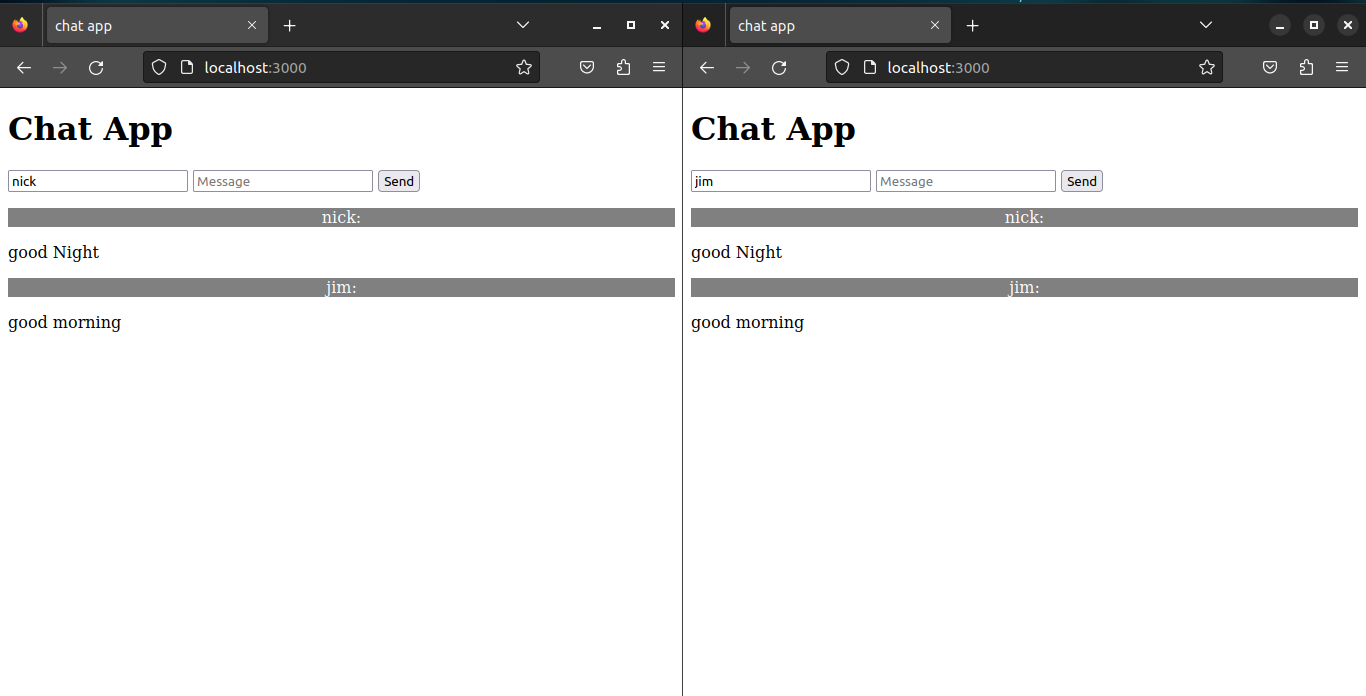 chat app
localhost:3000
Chat App
nick Message Send
nick:
good Night
jim:
good morning
chat app
localhost:3000
Chat App
jim Message Send
nick:
good Night
jim:
good morning